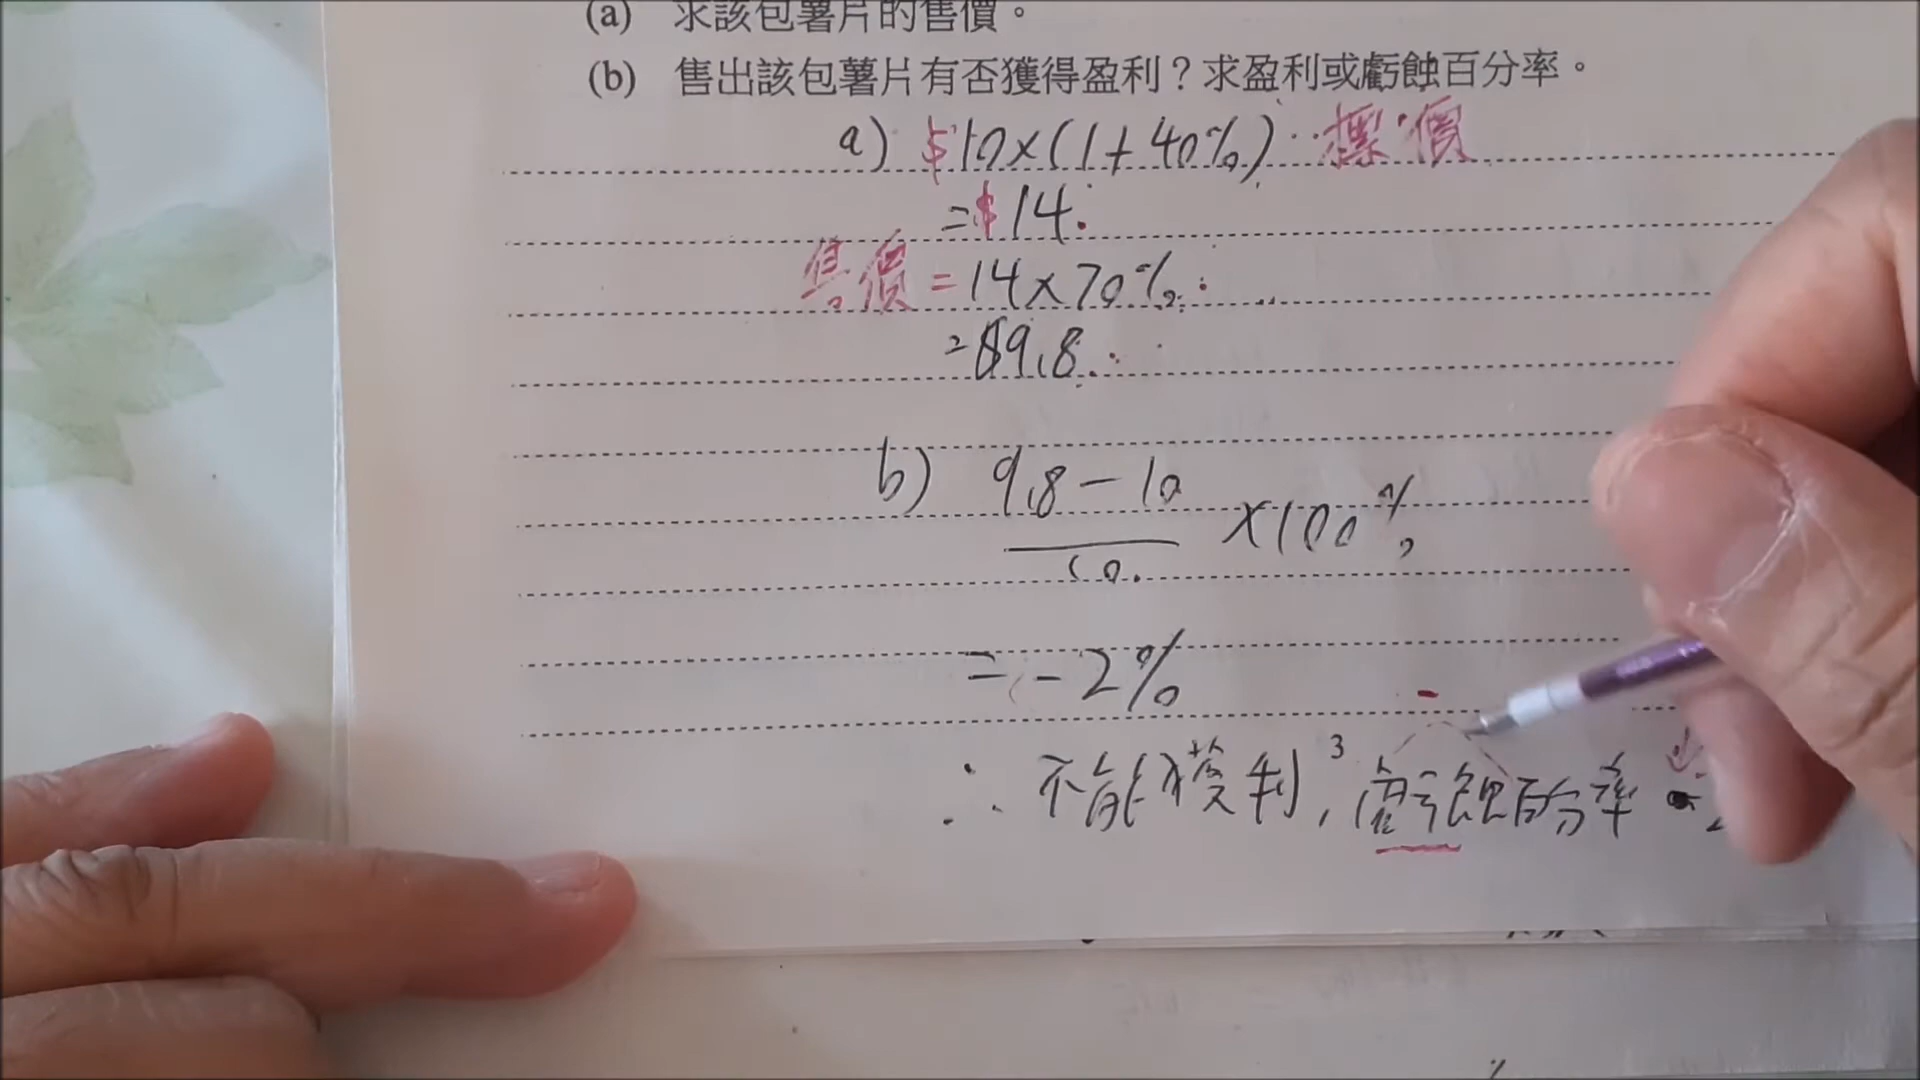 (a) 求該包薯片的售價。
(b) 售出該包薯片有否獲得盈利？求盈利或虧蝕百分率。
a) $10×(1+40%) 標價
=$14.
售價=14×70%
=$9.8.
b) 9.8-10
10. ×100%
=-2%
∴ 不能獲利, 虧蝕百分率